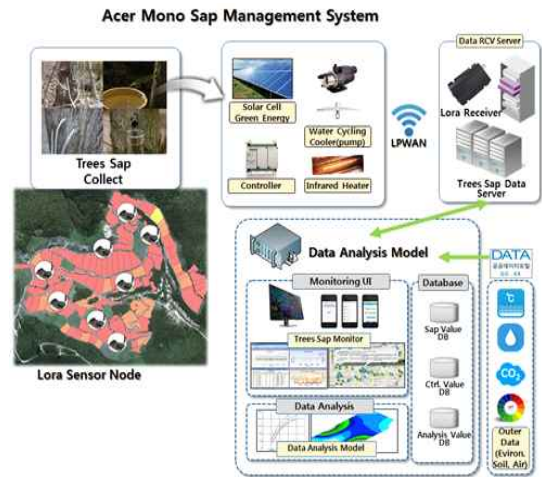 Acer Mono Sap Management System
Trees Sap
Collect
Lora Sensor Node
Solar Cell
Green Energy
Water Cycling
Cooler(pump)
Controller
Infrared Heater
LPWAN
Data RCV Server
Lora Receiver
Trees Sap Data
Server
Data Analysis Model
Monitoring UI
Trees Sap Monitor
Data Analysis
Data Analysis Model
Database
Sap Value
DB
Ctrl. Value
DB
Analysis Value
DB
DATA
℃
CO2
Outer
Data
(Eviron.
Soil, Air)